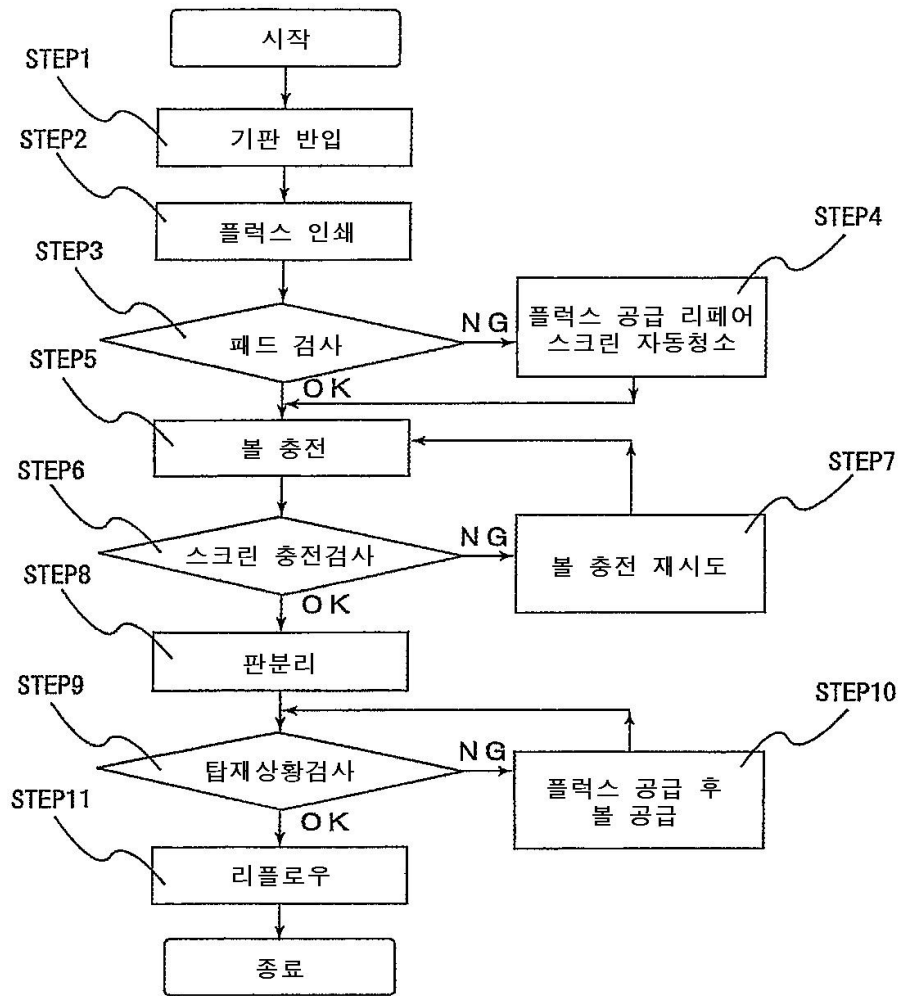 시작
STEP1
기판 반입
STEP2
플럭스 인쇄
STEP3
패드 검사
NG
STEP4
플럭스 공급 리페어
스크린 자동청소
OK
STEP5
볼 충전
STEP6
스크린 충전검사
NG
STEP7
볼 충전 재시도
OK
STEP8
판분리
STEP9
탑재상황검사
NG
STEP10
플럭스 공급 후
볼 공급
OK
STEP11
리플로우
종료